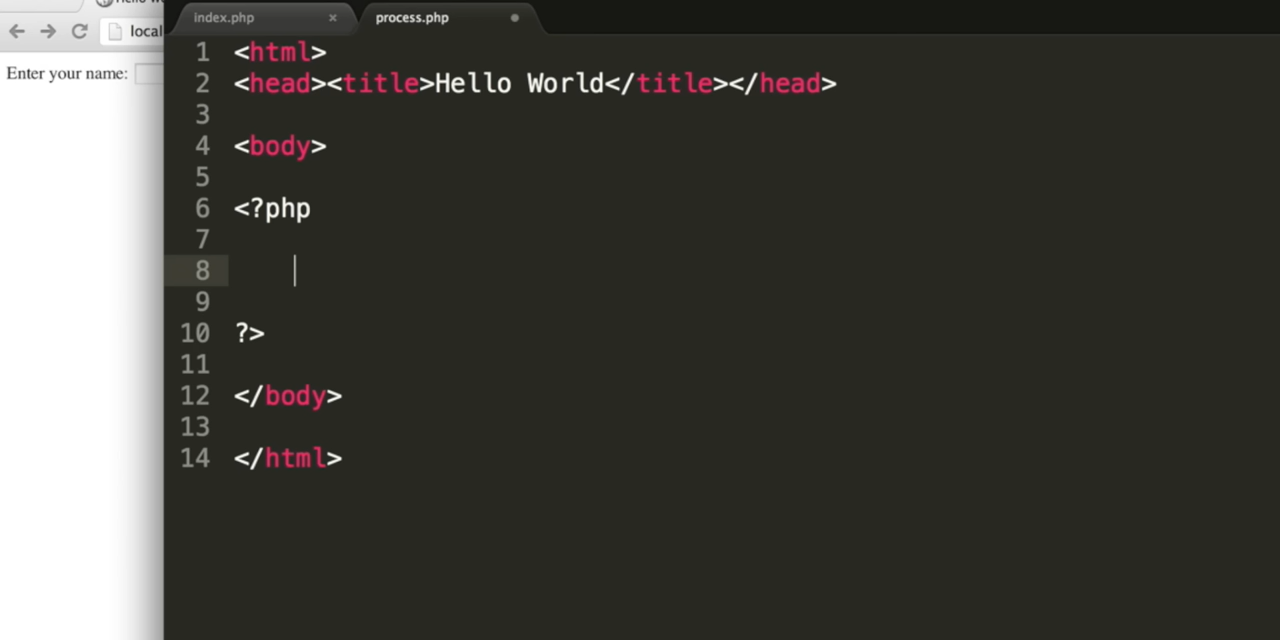 index.php × process.php
local
Enter your name:
1 <html>
2 <head><title>Hello World</title></head>
3
4 <body>
5
6 <?php
7
8
9
10 ?>
11
12 </body>
13
14 </html>